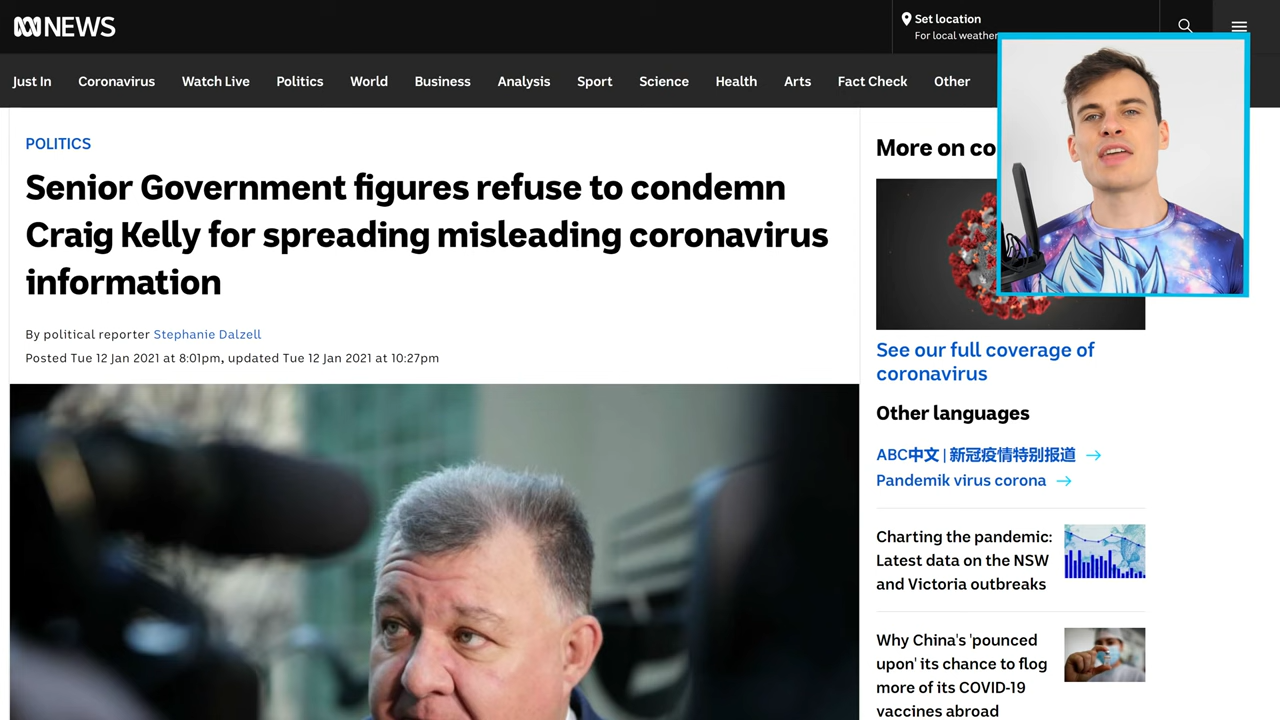 NEWS
Set location
For local weather
Just In
Coronavirus
Watch Live
Politics
World
Business
Analysis
Sport
Science
Health
Arts
Fact Check
Other
POLITICS
Senior Government figures refuse to condemn
Craig Kelly for spreading misleading coronavirus
information
By political reporter Stephanie Dalzell
Posted Tue 12 Jan 2021 at 8:01pm, updated Tue 12 Jan 2021 at 10:27pm
More on co
See our full coverage of
coronavirus
Other languages
ABC中文 | 新冠疫情特别报道
Pandemik virus corona
Charting the pandemic:
Latest data on the NSW
and Victoria outbreaks
Why China's 'pounced
upon' its chance to flog
more of its COVID-19
vaccines abroad